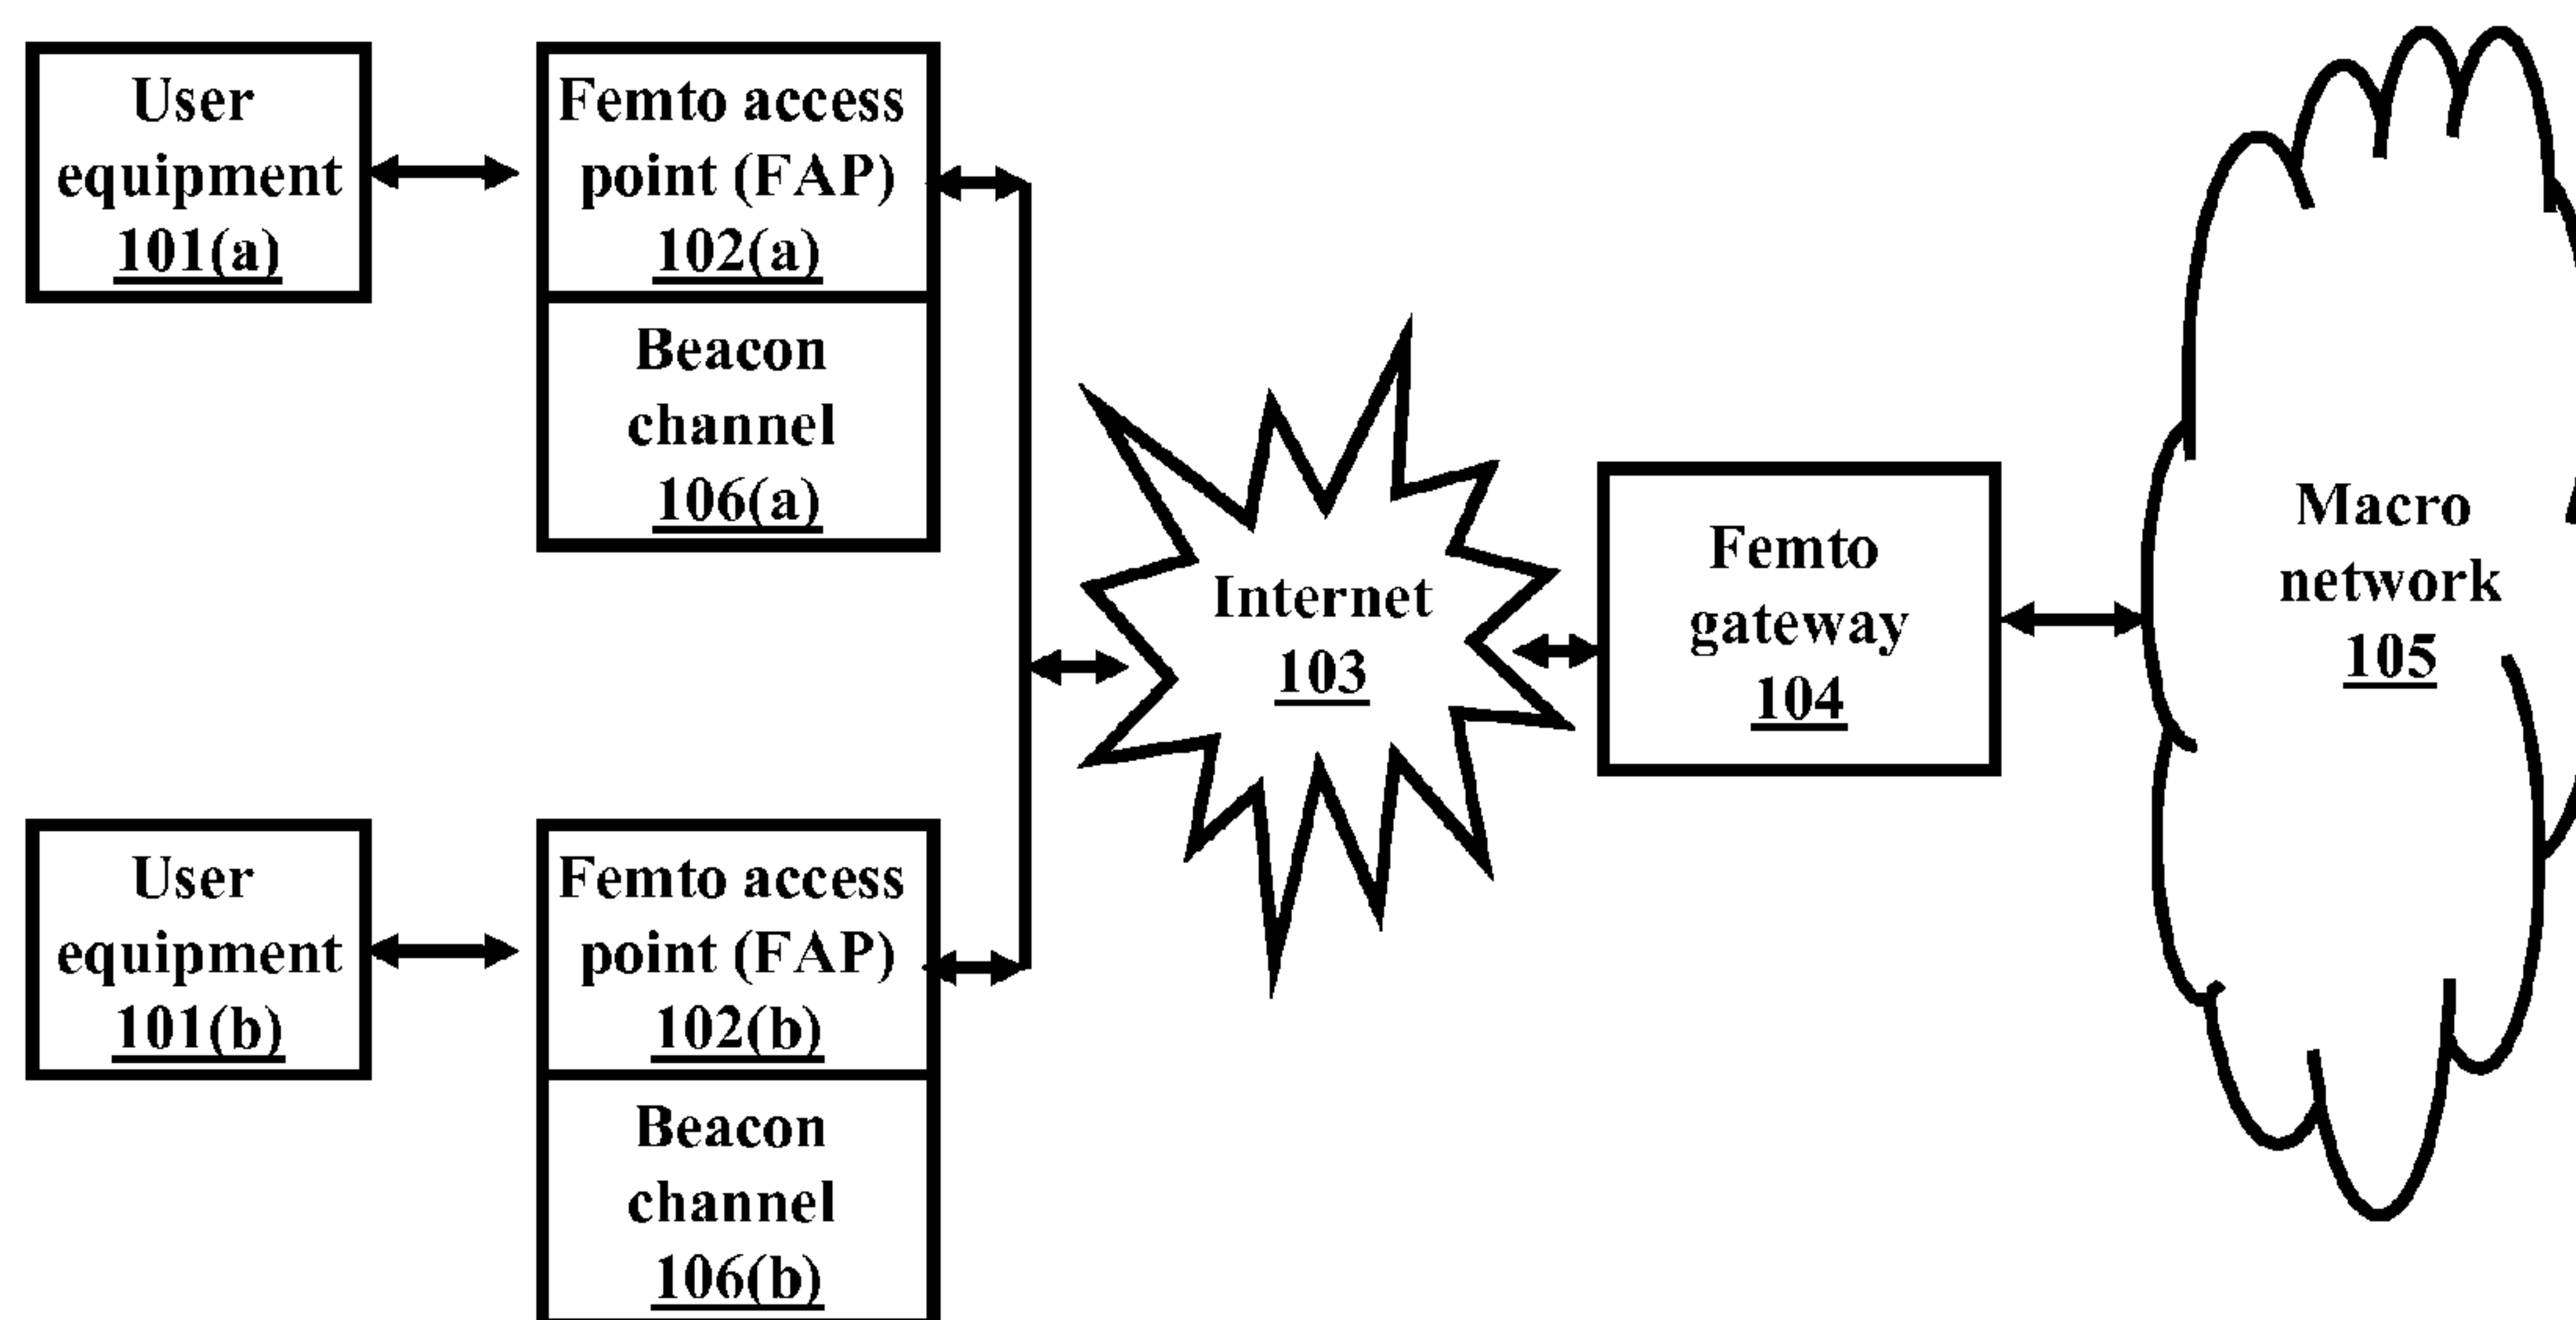 User
equipment
101(a)
Femto access
point (FAP)
102(a)
Beacon
channel
106(a)
Internet
103
Femto
gateway
104
Macro
network
105
User
equipment
101(b)
Femto access
point (FAP)
102(b)
Beacon
channel
106(b)